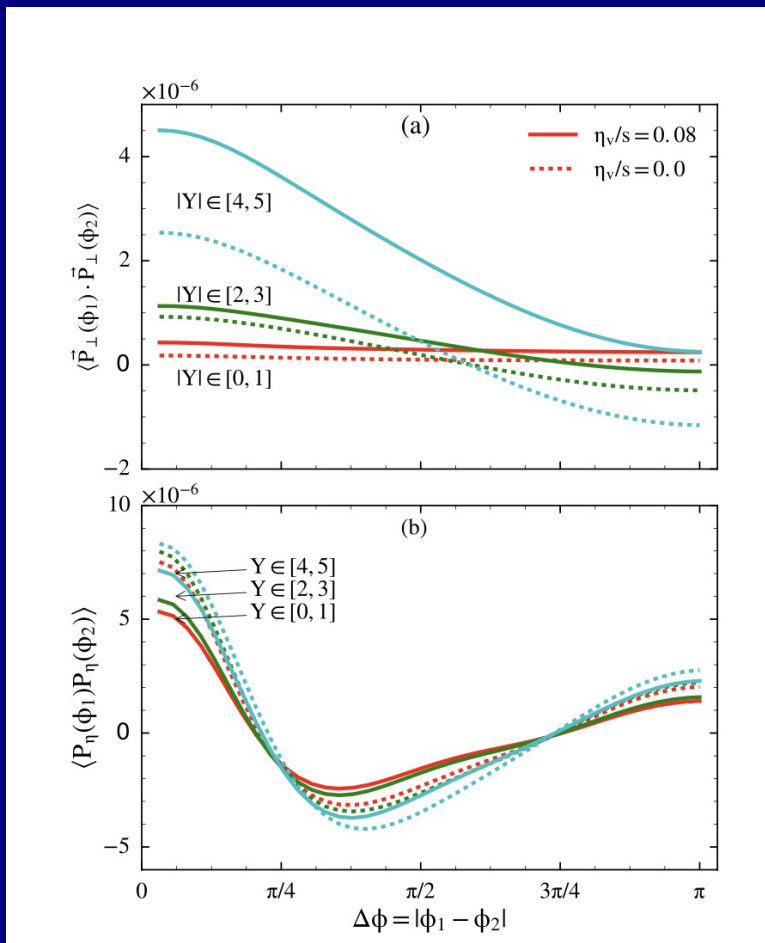 ×10⁻⁶
(a)
4
2
0
−2
⟨P⃗⊥(ϕ₁) · P⃗⊥(ϕ₂)⟩
ηᵥ/s = 0.08
ηᵥ/s = 0.0
|Y| ∈ [4, 5]
|Y| ∈ [2, 3]
|Y| ∈ [0, 1]
×10⁻⁶
(b)
10
5
0
−5
⟨Pη(ϕ₁)Pη(ϕ₂)⟩
Y ∈ [4, 5]
Y ∈ [2, 3]
Y ∈ [0, 1]
0 π/4 π/2 3π/4 π
Δϕ = |ϕ₁ − ϕ₂|